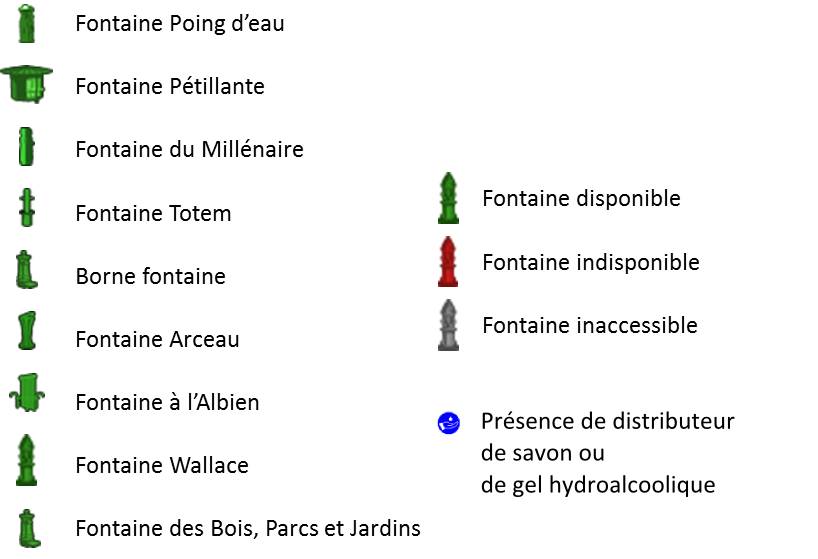 Fontaine Poing d’eau
Fontaine Pétillante
Fontaine du Millénaire
Fontaine Totem
Borne fontaine
Fontaine Arceau
Fontaine à l’Albien
Fontaine Wallace
Fontaine des Bois, Parcs et Jardins
Fontaine disponible
Fontaine indisponible
Fontaine inaccessible
Présence de distributeur
de savon ou
de gel hydroalcoolique